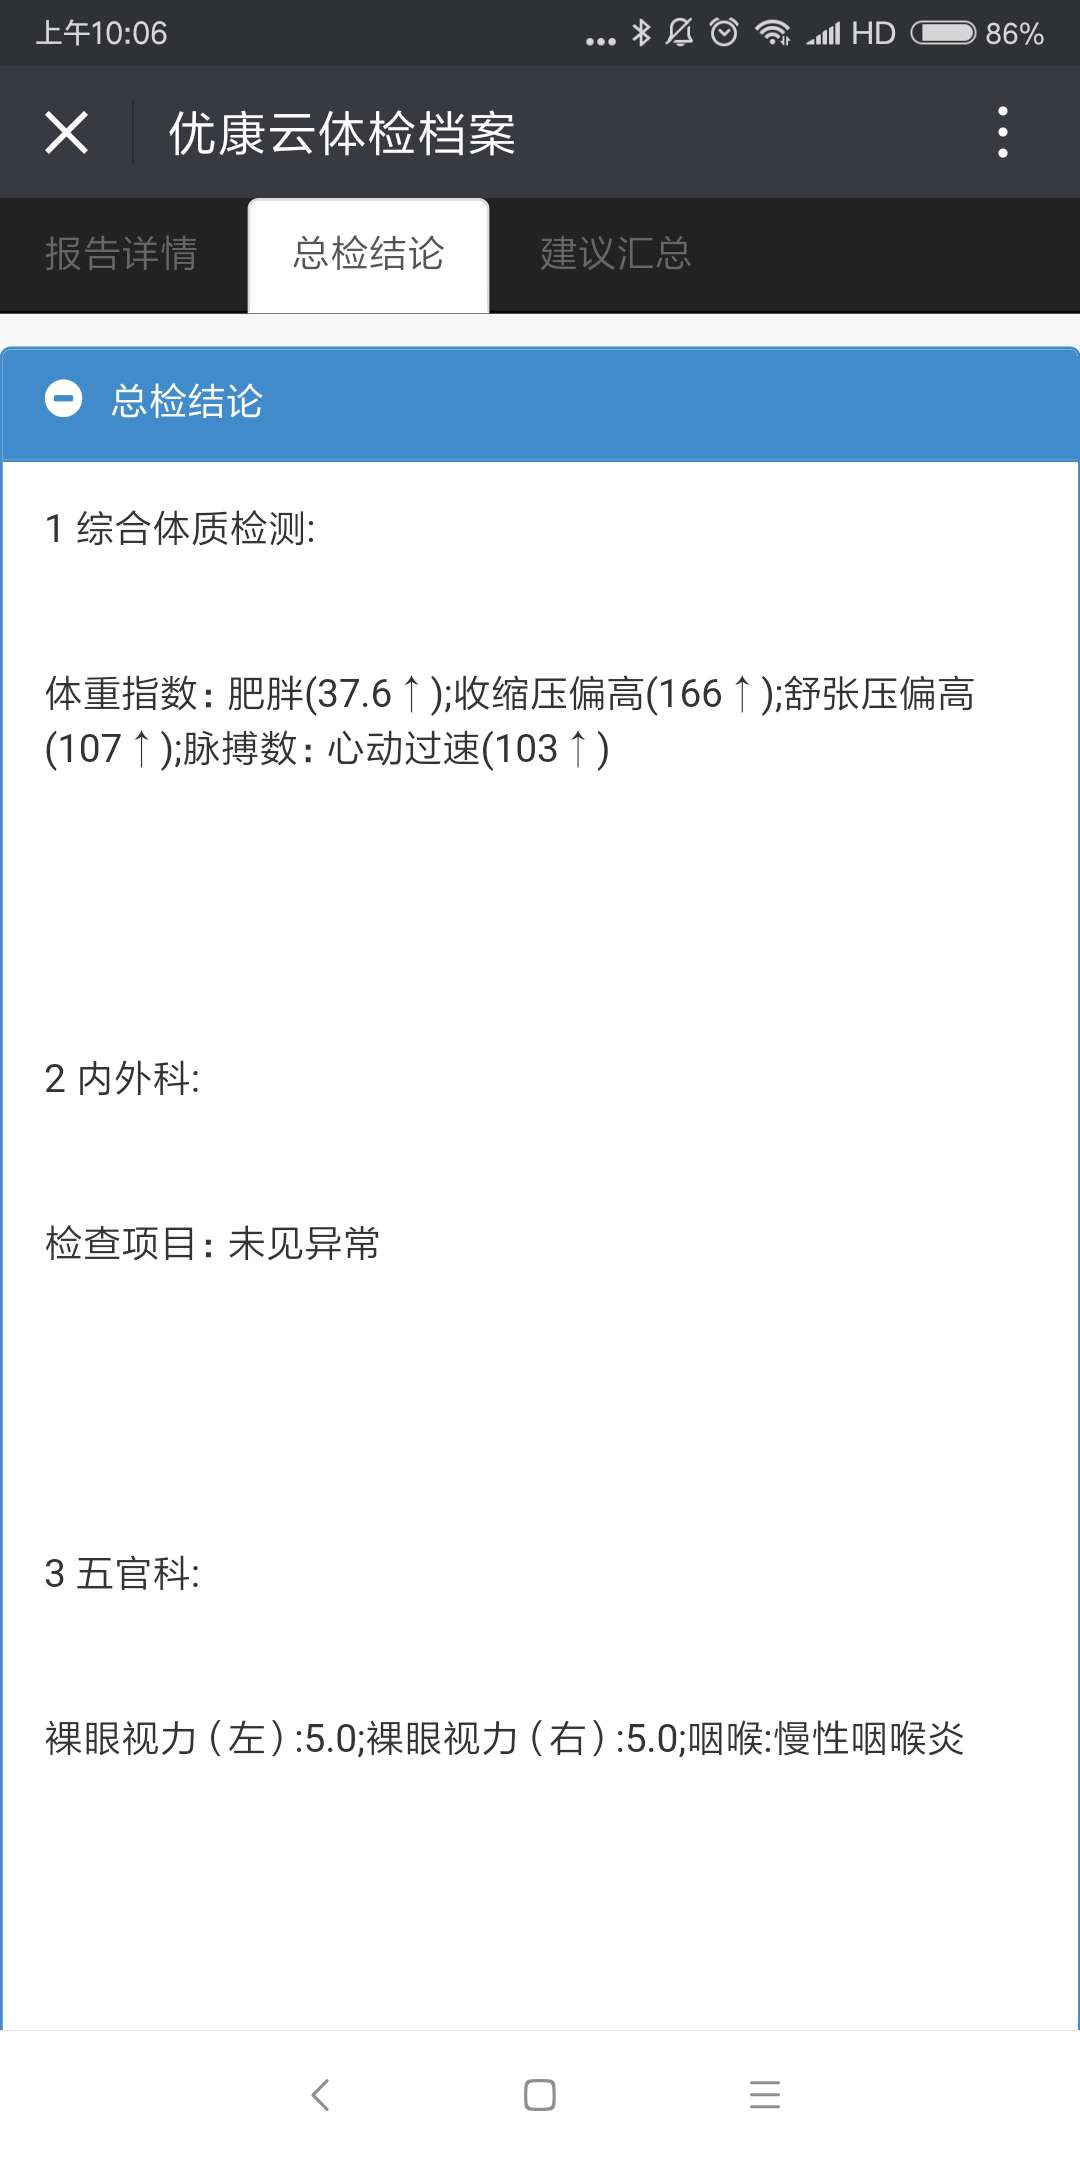 上午10:06
... HD 86%
优康云体检档案
报告详情 总检结论 建议汇总
总检结论
1 综合体质检测:
体重指数：肥胖(37.6↑);收缩压偏高(166↑);舒张压偏高
(107↑);脉搏数：心动过速(103↑)
2 内外科:
检查项目：未见异常
3 五官科:
裸眼视力（左）:5.0;裸眼视力（右）:5.0;咽喉:慢性咽喉炎